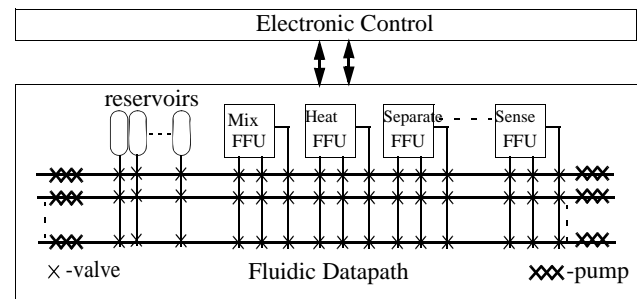 Electronic Control
reservoirs
Mix FFU
Heat FFU
Separate FFU
Sense FFU
-valve
Fluidic Datapath
-pump